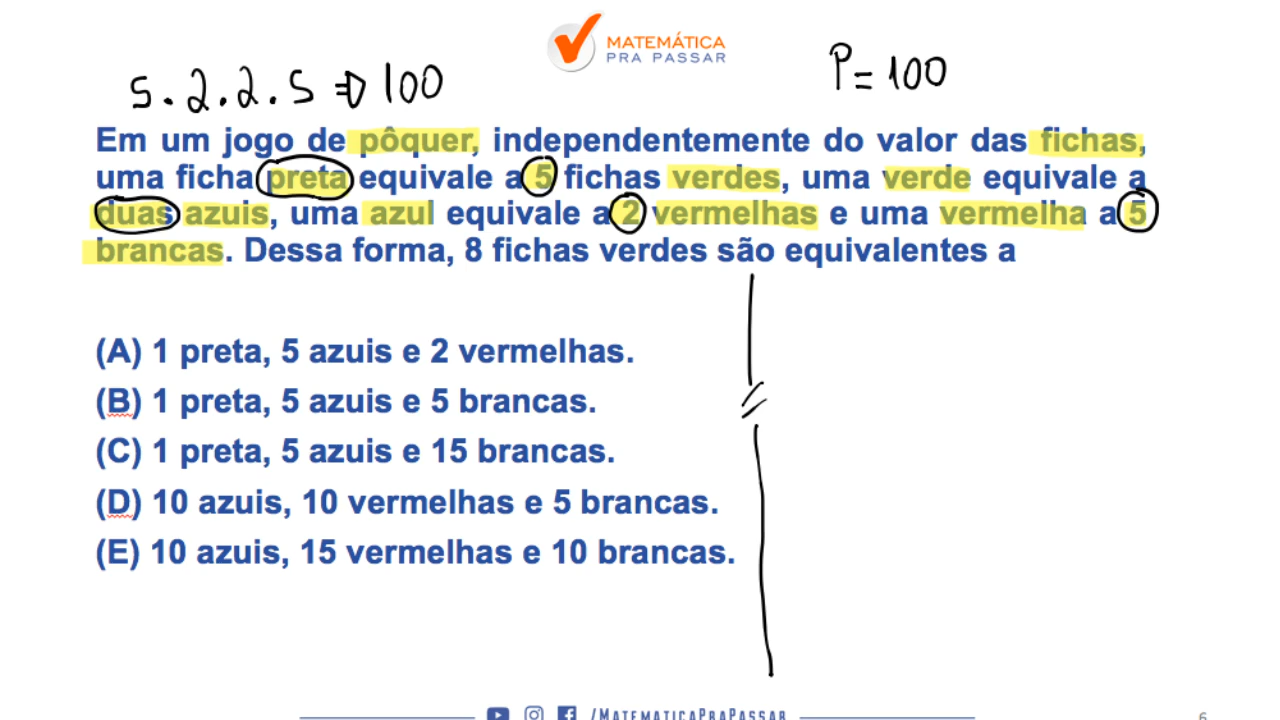 MATEMÁTICA
PRA PASSAR
5.2.2.5 ⇒ 100
P = 100
Em um jogo de pôquer, independentemente do valor das fichas,
uma ficha preta equivale a 5 fichas verdes, uma verde equivale a
duas azuis, uma azul equivale a 2 vermelhas e uma vermelha a 5
brancas. Dessa forma, 8 fichas verdes são equivalentes a
(A) 1 preta, 5 azuis e 2 vermelhas.
(B) 1 preta, 5 azuis e 5 brancas.
(C) 1 preta, 5 azuis e 15 brancas.
(D) 10 azuis, 10 vermelhas e 5 brancas.
(E) 10 azuis, 15 vermelhas e 10 brancas.
/MATEMATICAPRAPASSAR
6